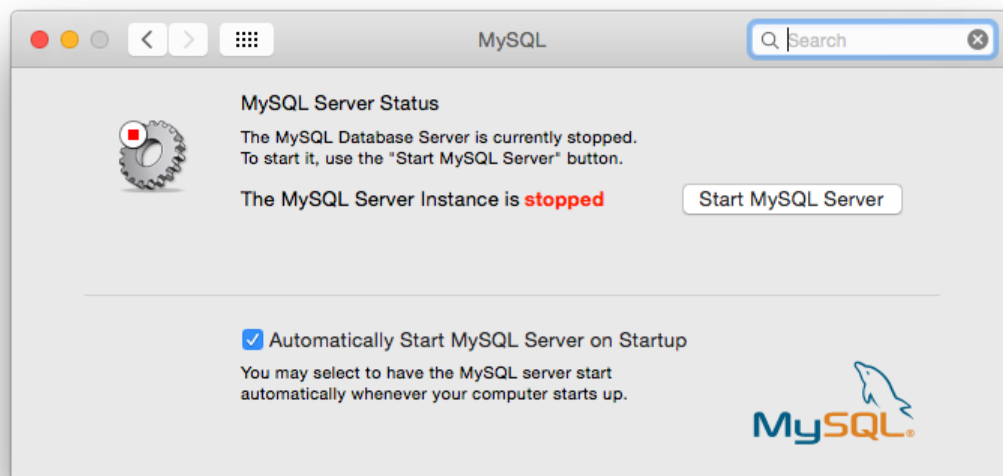 MySQL
Search
MySQL Server Status
The MySQL Database Server is currently stopped.
To start it, use the "Start MySQL Server" button.
The MySQL Server Instance is stopped
Start MySQL Server
Automatically Start MySQL Server on Startup
You may select to have the MySQL server start
automatically whenever your computer starts up.
MySQL®